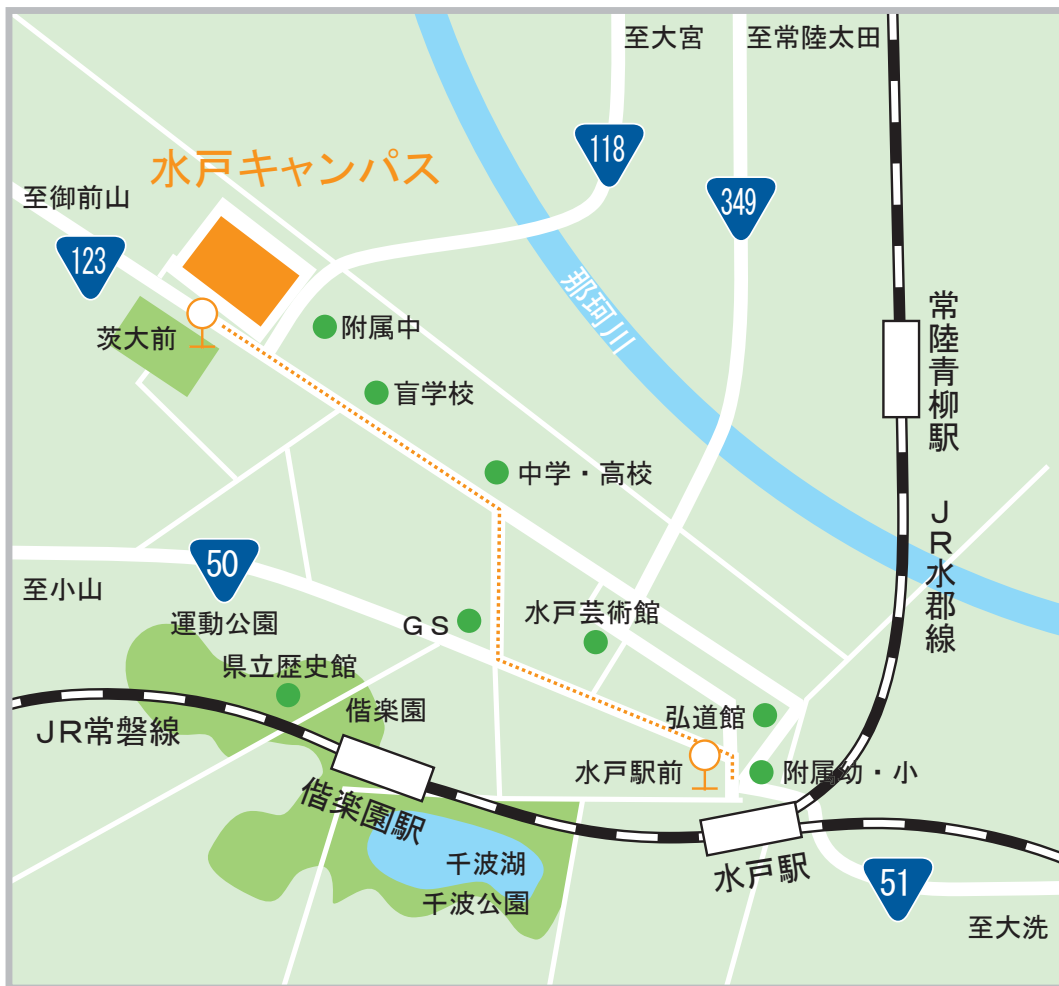 至大宮
至常陸太田
118
水戸キャンパス
至御前山
349
123
那珂川
常陸青柳駅
茨大前
附属中
盲学校
中学・高校
JR水郡線
50
至小山
運動公園
GS
水戸芸術館
県立歴史館
偕楽園
弘道館
JR常磐線
水戸駅前
附属幼・小
偕楽園駅
千波湖
水戸駅
51
千波公園
至大洗